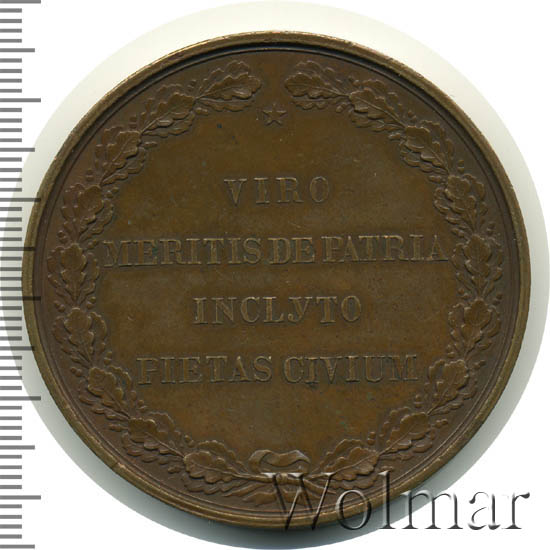 VIRO
MERITIS DE PATRIA
INCLYTO
PIETAS CIVIUM
Wolmar